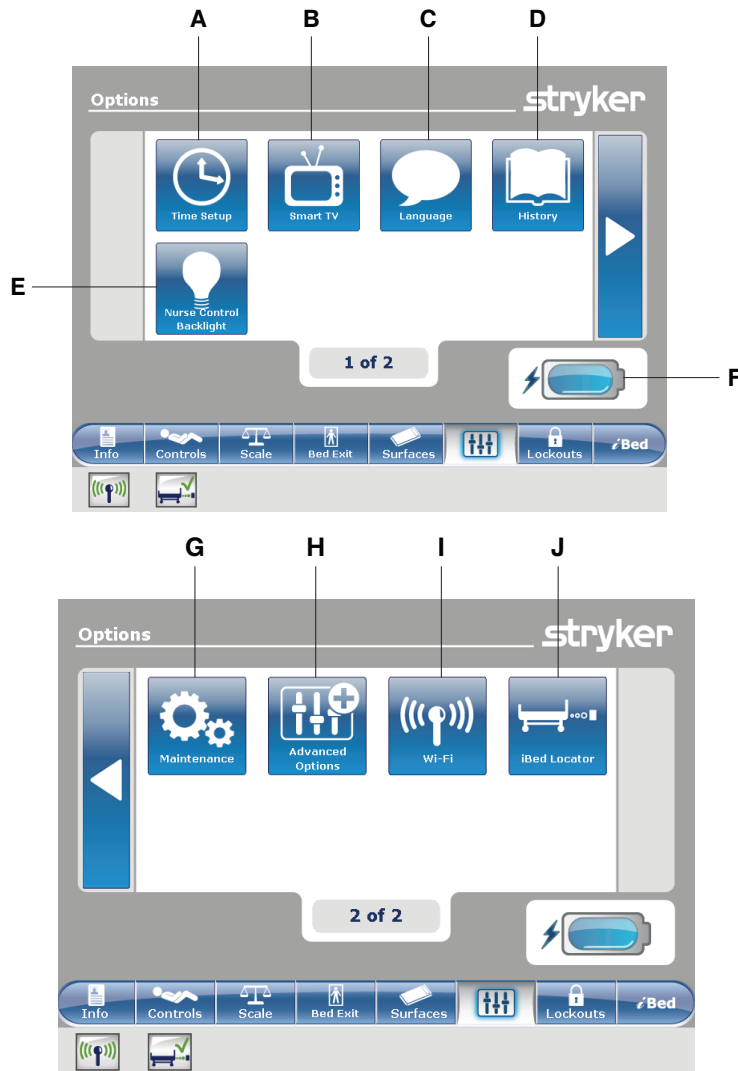 A B C D
Options
stryker
Time Setup
Smart TV
Language
History
E
Nurse Control
Backlight
1 of 2
F
Info
Controls
Scale
Bed Exit
Surfaces
Lockouts
iBed
G H I J
Options
stryker
Maintenance
Advanced
Options
Wi-Fi
iBed Locator
2 of 2
Info
Controls
Scale
Bed Exit
Surfaces
Lockouts
iBed